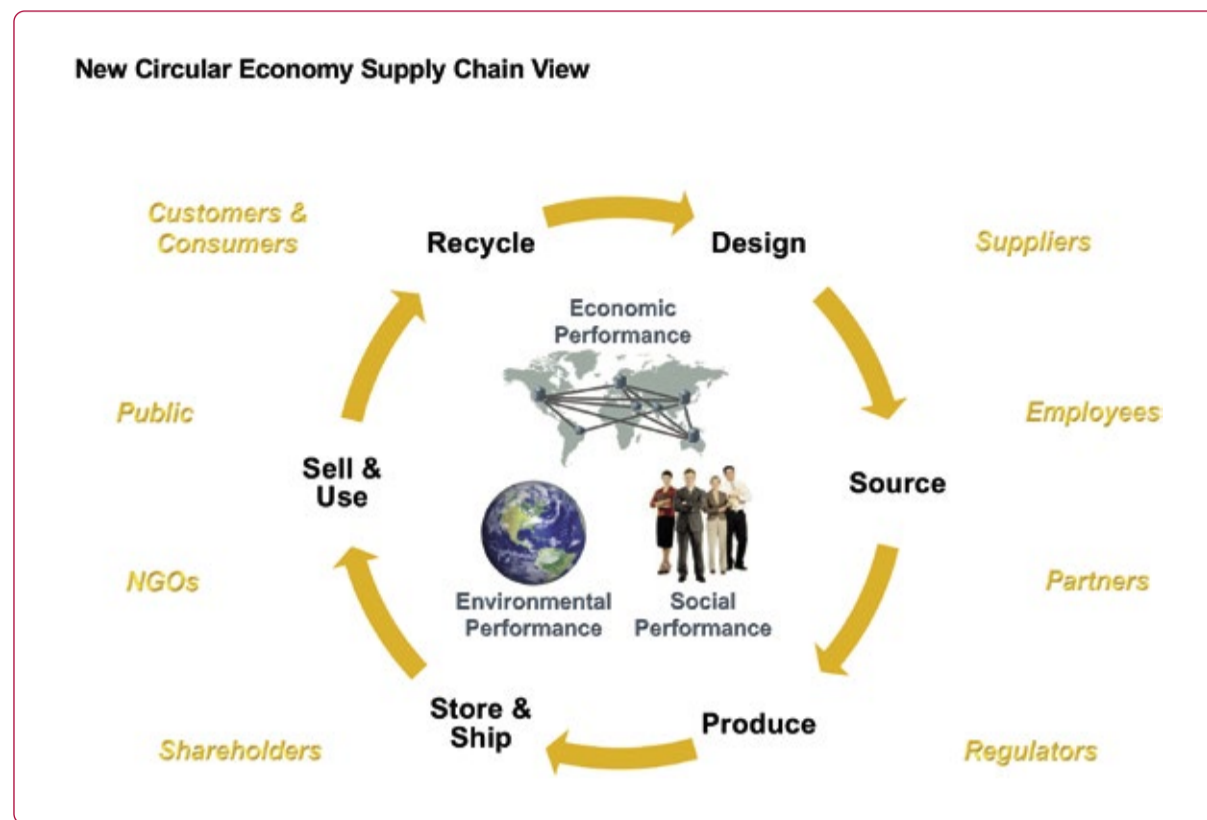 New Circular Economy Supply Chain View
Customers &
Consumers
Recycle
Design
Suppliers
Economic
Performance
Public
Employees
Sell &
Use
Source
NGOs
Partners
Environmental
Performance
Social
Performance
Store &
Ship
Produce
Shareholders
Regulators